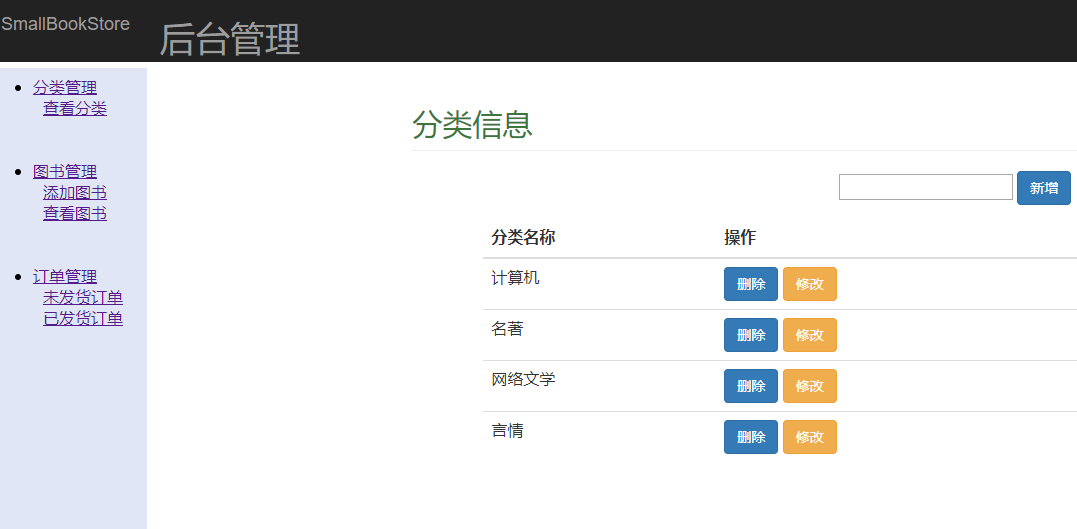 SmallBookStore 后台管理
分类管理
查看分类
图书管理
添加图书
查看图书
订单管理
未发货订单
已发货订单
分类信息
新增
分类名称 操作
计算机 删除 修改
名著 删除 修改
网络文学 删除 修改
言情 删除 修改